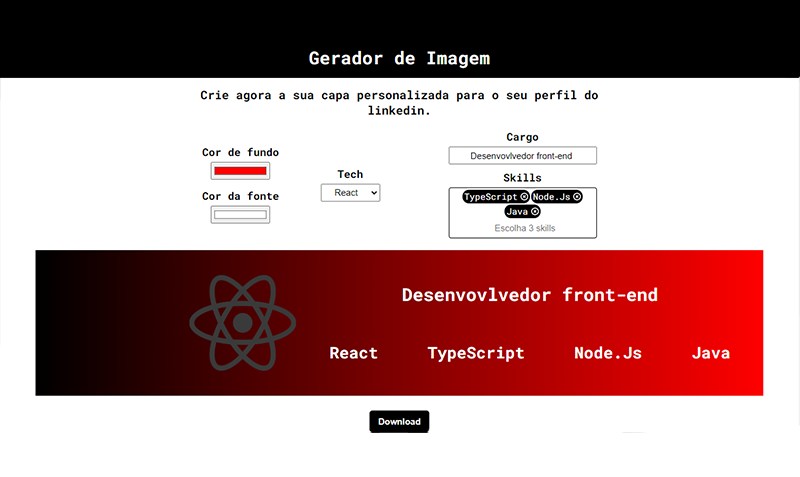 Gerador de Imagem
Crie agora a sua capa personalizada para o seu perfil do
linkedin.
Cor de fundo
Cor da fonte
Tech
React
Cargo
Desenvovlvedor front-end
Skills
TypeScript Node.Js
Java
Escolha 3 skills
Desenvovlvedor front-end
React TypeScript Node.Js Java
Download